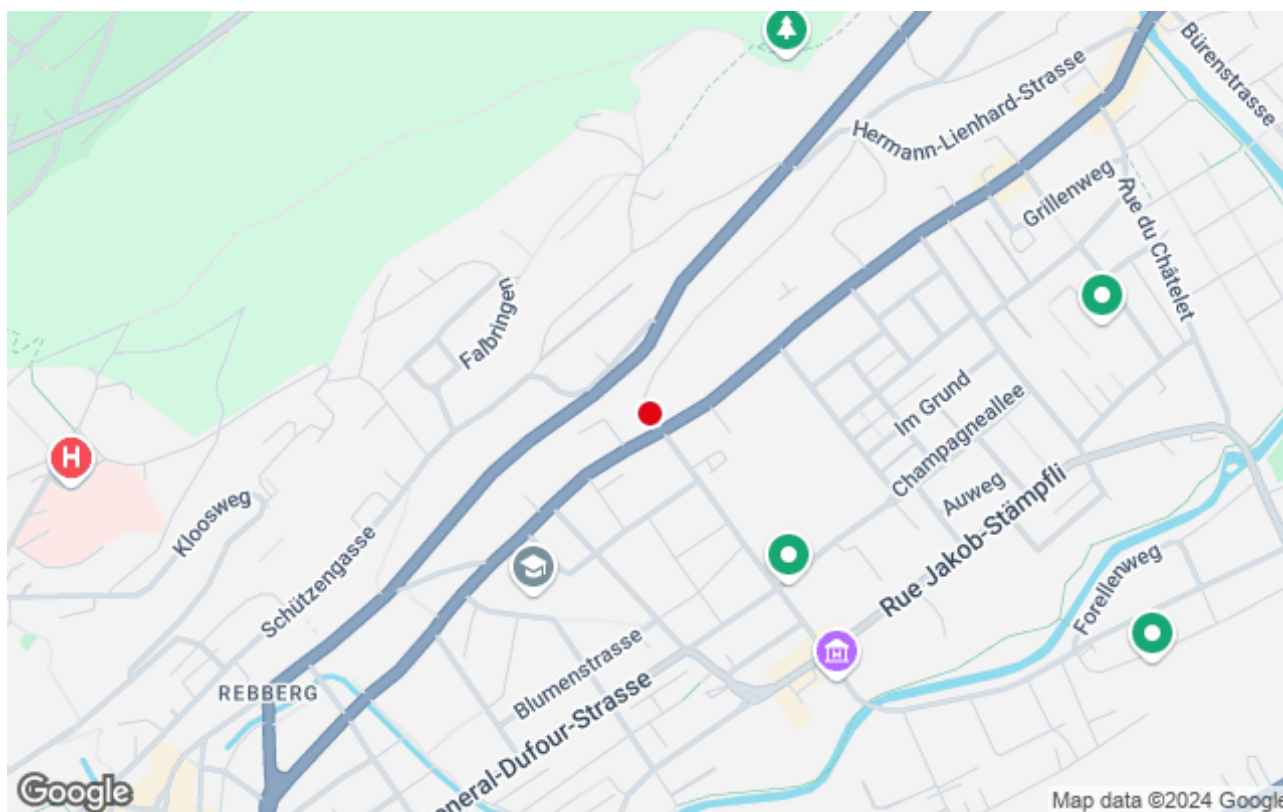 Bürenstrasse
Hermann-Lienhard-Strasse
Grillenweg
Rue du Châtelet
Falbringen
Im Grund
Champagneallee
Auweg
H
Kloosweg
Rue Jakob-Stämpfli
Schützengasse
Forellenweg
Blumenstrasse
REBBERG
eneral-Dufour-Strasse
Google
Map data ©2024 Google